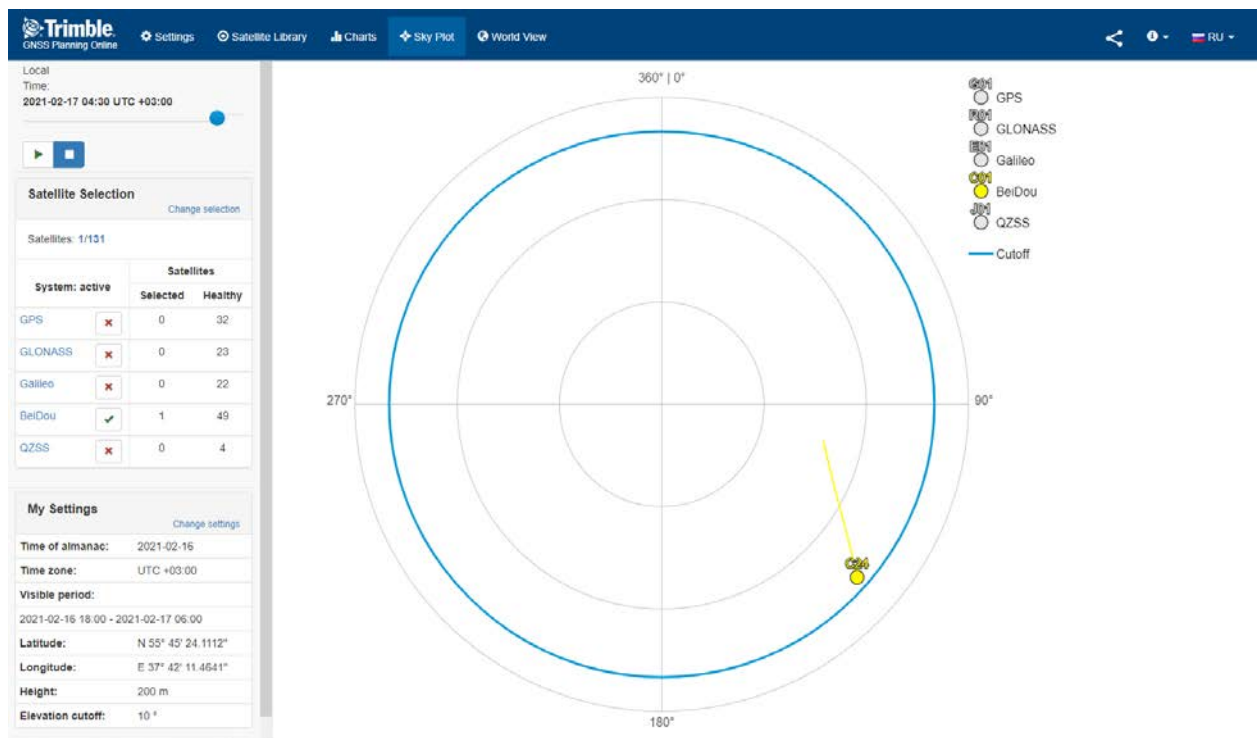 Trimble.
GNSS Planning Online
Settings
Satellite Library
Charts
Sky Plot
World View
RU
Local
Time:
2021-02-17 04:30 UTC +03:00
Satellite Selection
Change selection
Satellites: 1/131
System: active
Satellites
Selected
Healthy
GPS 0 32
GLONASS 0 23
Galileo 0 22
BeiDou 1 49
QZSS 0 4
My Settings
Change settings
Time of almanac: 2021-02-16
Time zone: UTC +03:00
Visible period:
2021-02-16 18:00 - 2021-02-17 06:00
Latitude: N 55° 45' 24.1112"
Longitude: E 37° 42' 11.4641"
Height: 200 m
Elevation cutoff: 10 °
360° | 0°
270°
90°
180°
C24
G01
GPS
R01
GLONASS
E01
Galileo
C01
BeiDou
J01
QZSS
Cutoff